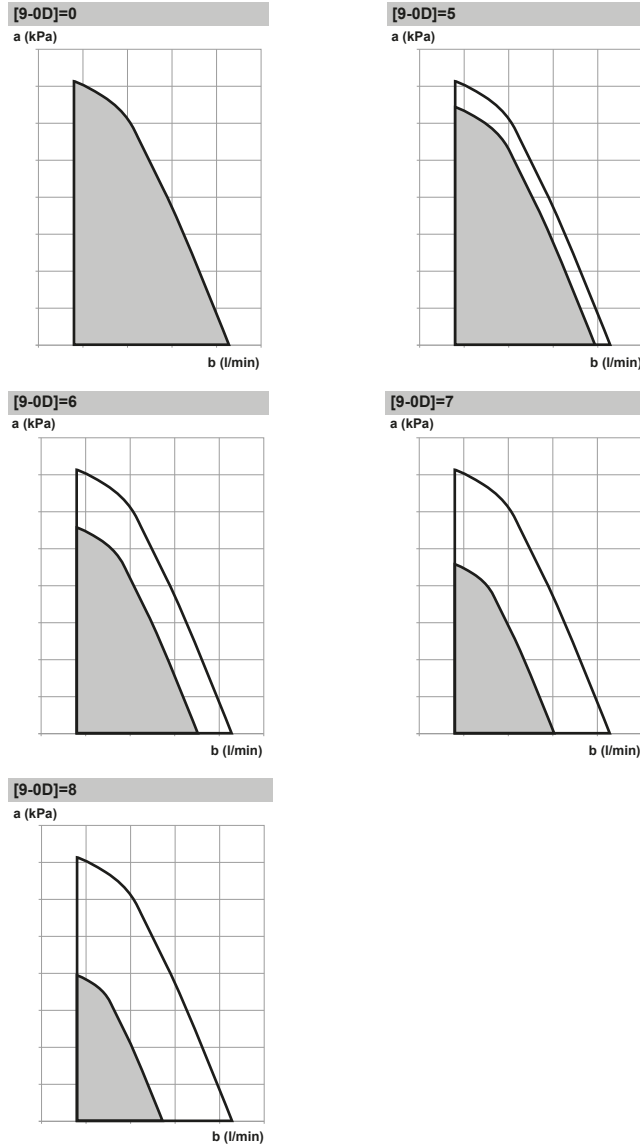 [9-0D]=0
a (kPa)
b (l/min)
[9-0D]=5
a (kPa)
b (l/min)
[9-0D]=6
a (kPa)
b (l/min)
[9-0D]=7
a (kPa)
b (l/min)
[9-0D]=8
a (kPa)
b (l/min)